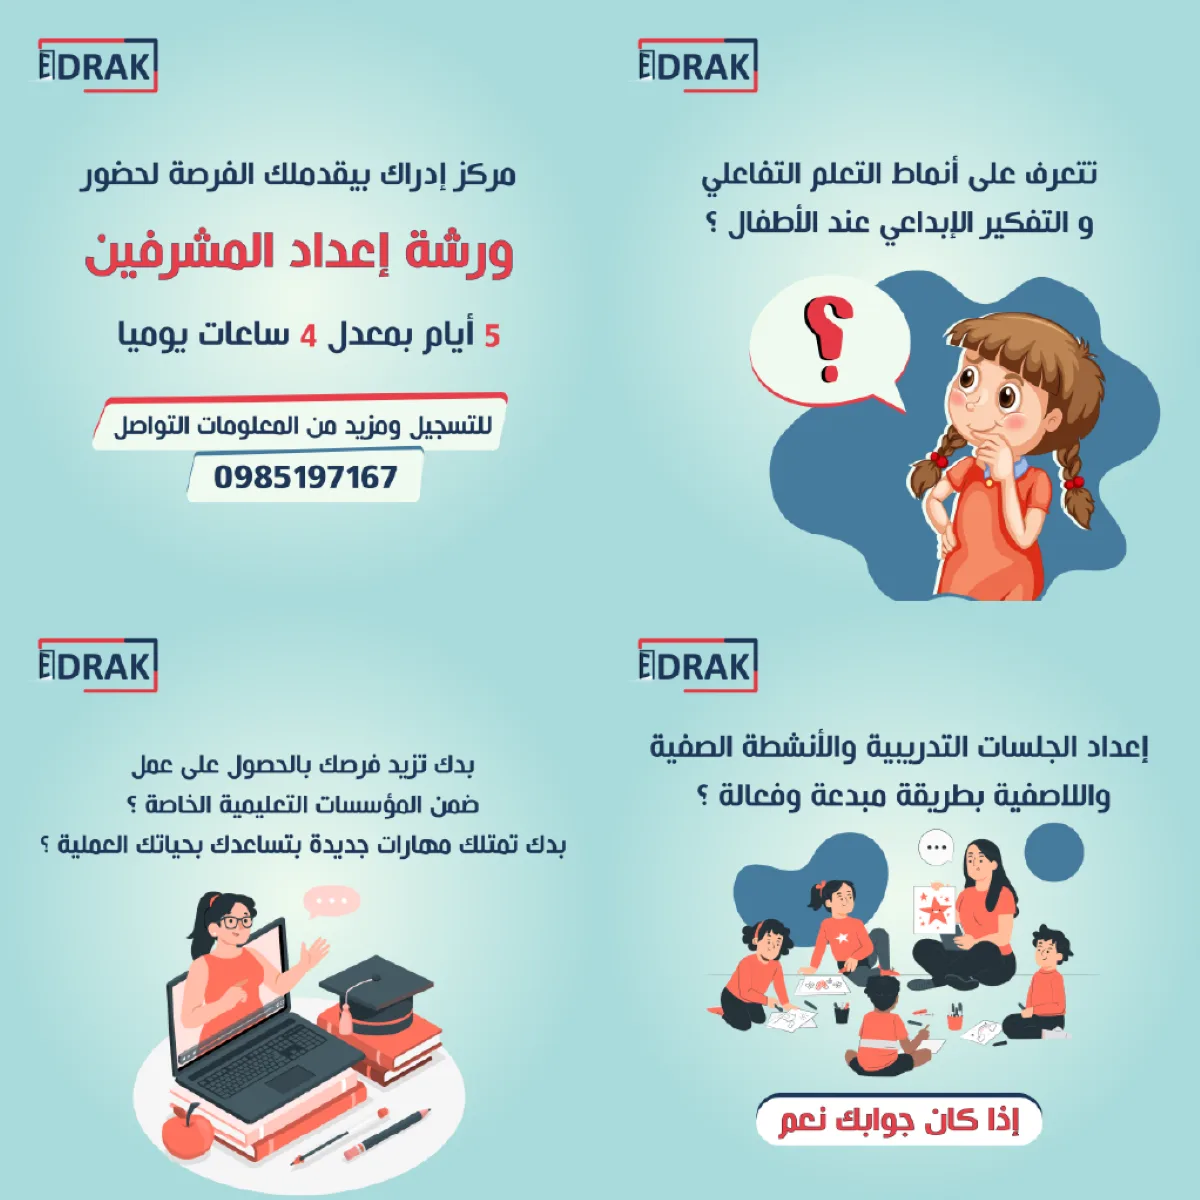 EDRAK
مركز إدراك بيقدملك الفرصة لحضور
ورشة إعداد المشرفين
5 أيام بمعدل 4 ساعات يوميا
للتسجيل ومزيد من المعلومات التواصل
0985197167
EDRAK
تتعرف على أنماط التعلم التفاعلي
و التفكير الإبداعي عند الأطفال ؟
؟
EDRAK
بدك تزيد فرصك بالحصول على عمل
ضمن المؤسسات التعليمية الخاصة ؟
بدك تمتلك مهارات جديدة بتساعدك بحياتك العملية ؟
EDRAK
إعداد الجلسات التدريبية والأنشطة الصفية
واللاصفية بطريقة مبدعة وفعالة ؟
إذا كان جوابك نعم